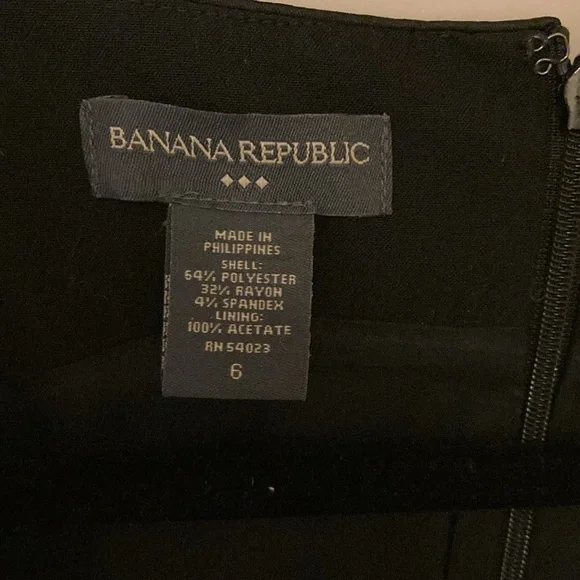 BANANA REPUBLIC
MADE IN
PHILIPPINES
SHELL:
64% POLYESTER
32% RAYON
4% SPANDEX
LINING:
100% ACETATE
RN 54023
6